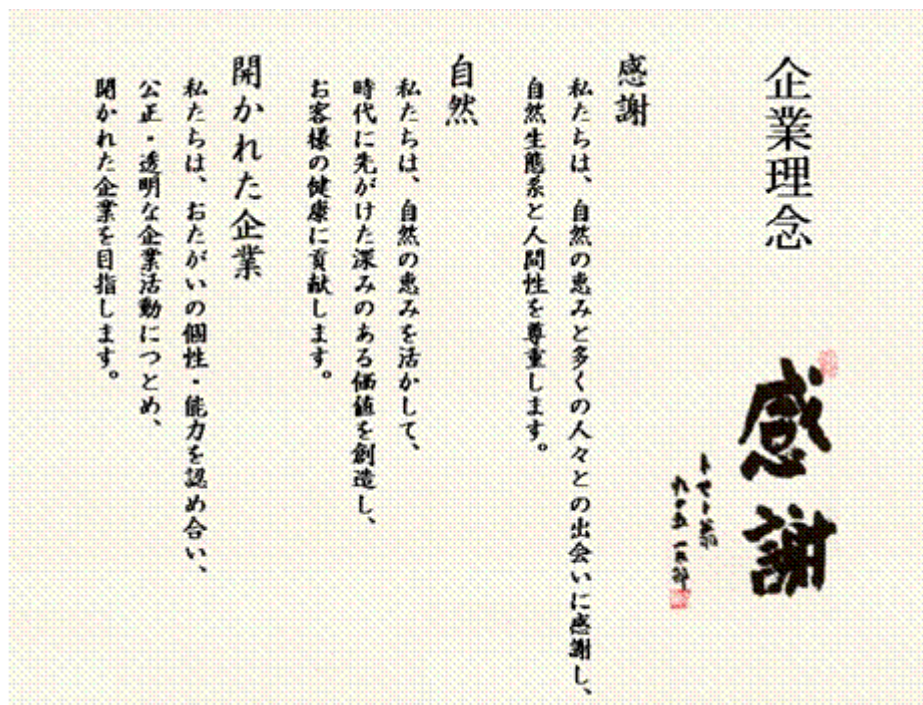 企業理念
感謝
感謝
私たちは、自然の恵みと多くの人々との出会いに感謝し、
自然生態系と人間性を尊重します。
自然
私たちは、自然の恵みを活かして、
時代に先がけた深みのある価値を創造し、
お客様の健康に貢献します。
開かれた企業
私たちは、おたがいの個性・能力を認め合い、
公正・透明な企業活動につとめ、
開かれた企業を目指します。